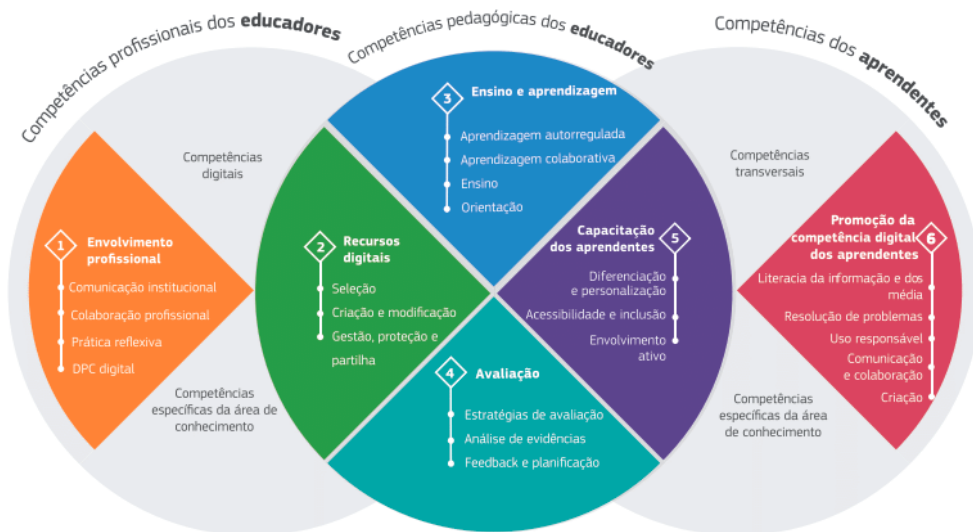 Competências profissionais dos educadores
Competências pedagógicas dos educadores
Competências dos aprendentes
Competências
digitais
Competências
específicas da área de
conhecimento
1
Envolvimento
profissional
Comunicação institucional
Colaboração profissional
Prática reflexiva
DPC digital
2
Recursos
digitais
Seleção
Criação e modificação
Gestão, proteção e
partilha
3
Ensino e aprendizagem
Aprendizagem autorregulada
Aprendizagem colaborativa
Ensino
Orientação
4
Avaliação
Estratégias de avaliação
Análise de evidências
Feedback e planificação
Capacitação
dos aprendentes
5
Diferenciação
e personalização
Acessibilidade e inclusão
Envolvimento
ativo
Competências
transversais
Competências
específicas da área
de conhecimento
Promoção da
competência digital
dos aprendentes
6
Literacia da informação e dos
média
Resolução de problemas
Uso responsável
Comunicação
e colaboração
Criação